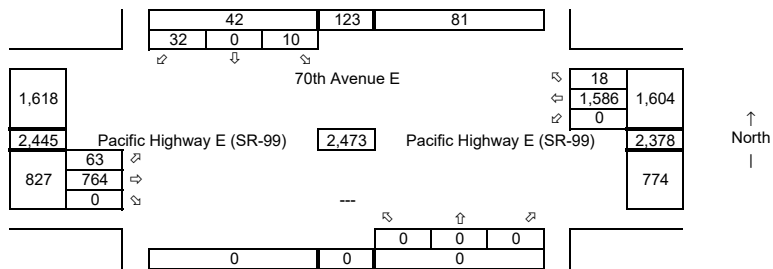 42 123 81
32 0 10
⬃ ⇩ ⬂
70th Avenue E
⬁ 18
1,618 ⇦ 1,586 1,604
⬃ 0
↑
2,445 Pacific Highway E (SR-99) 2,473 Pacific Highway E (SR-99) 2,378 North
63 ⬀
|
827 764 ⇨ 774
0 ⬂ ---
⬁ ⇧ ⬀
0 0 0
0 0 0